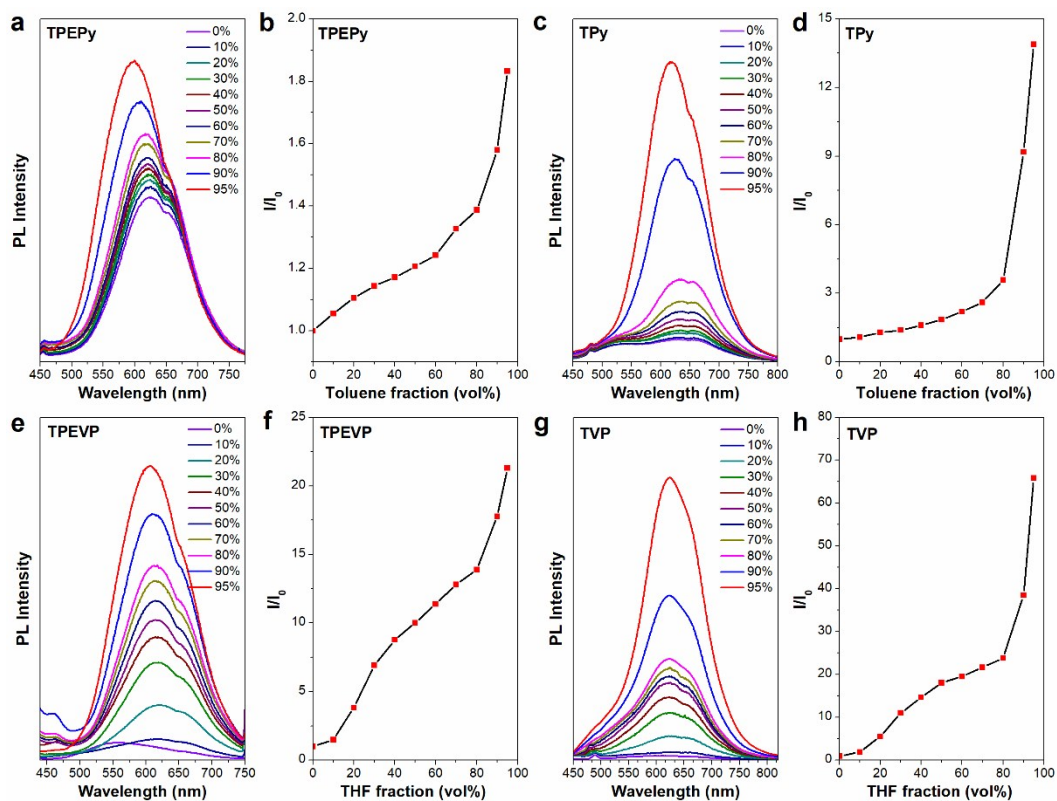 a
TPEPy
0%
10%
20%
30%
40%
50%
60%
70%
80%
90%
95%
PL Intensity
450 500 550 600 650 700 750
Wavelength (nm)
b
TPEPy
2.0
1.8
1.6
1.4
1.2
1.0
I/I0
0 20 40 60 80 100
Toluene fraction (vol%)
c
TPy
0%
10%
20%
30%
40%
50%
60%
70%
80%
90%
95%
PL Intensity
450 500 550 600 650 700 750 800
Wavelength (nm)
d
TPy
15
12
9
6
3
0
I/I0
0 20 40 60 80 100
Toluene fraction (vol%)
e
TPEVP
0%
10%
20%
30%
40%
50%
60%
70%
80%
90%
95%
PL Intensity
450 500 550 600 650 700 750
Wavelength (nm)
f
TPEVP
25
20
15
10
5
0
I/I0
0 20 40 60 80 100
THF fraction (vol%)
g
TVP
0%
10%
20%
30%
40%
50%
60%
70%
80%
90%
95%
PL Intensity
450 500 550 600 650 700 750 800
Wavelength (nm)
h
TVP
80
70
60
50
40
30
20
10
0
I/I0
0 20 40 60 80 100
THF fraction (vol%)